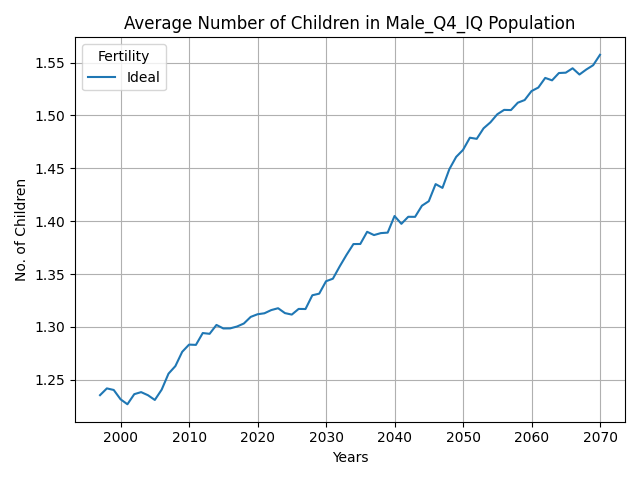 Average Number of Children in Male_Q4_IQ Population
Fertility
Ideal
No. of Children
1.55
1.50
1.45
1.40
1.35
1.30
1.25
2000 2010 2020 2030 2040 2050 2060 2070
Years